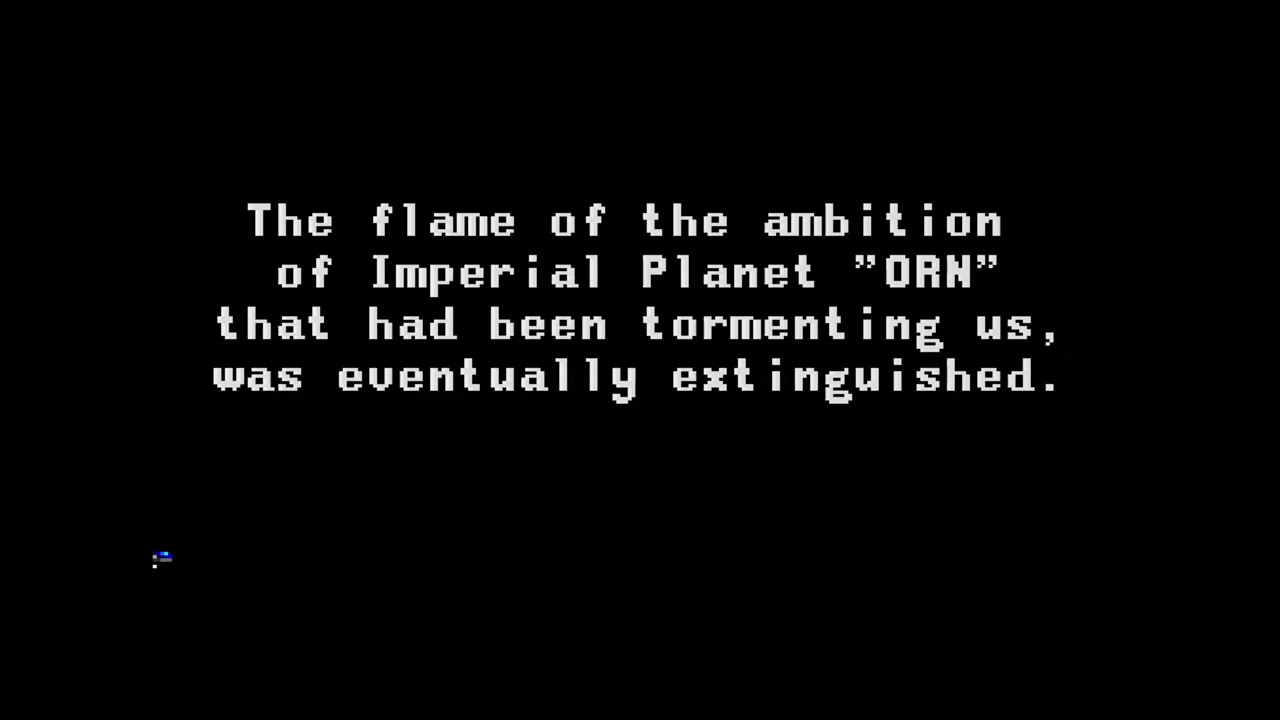 The flame of the ambition
of Imperial Planet ”ORN”
that had been tormenting us,
was eventually extinguished.